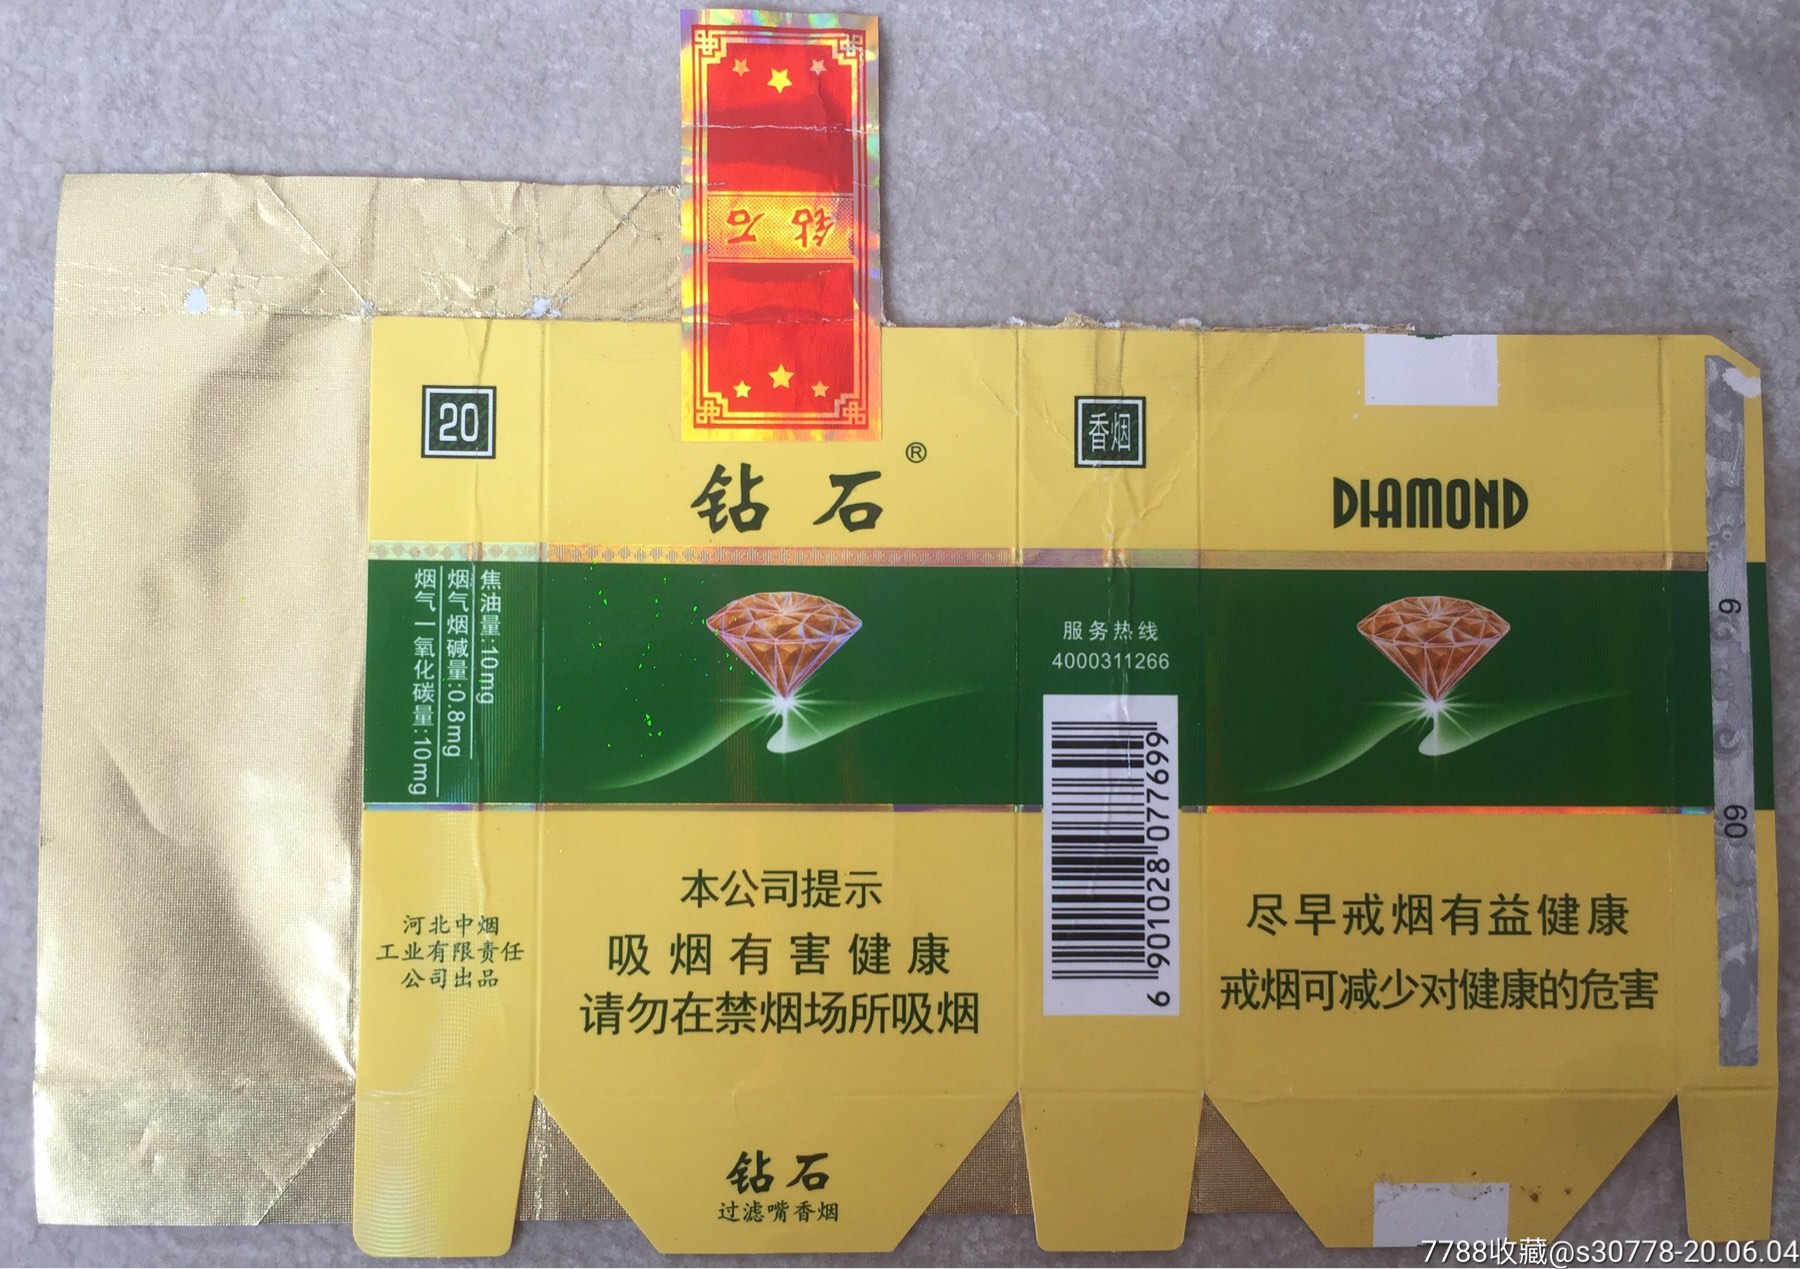 钻石
20
钻石®
香烟
DIAMOND
焦油量:10mg
烟气烟碱量:0.8mg
烟气一氧化碳量:10mg
服务热线
4000311266
6 901028 077699
河北中烟
工业有限责任
公司出品
本公司提示
吸烟有害健康
请勿在禁烟场所吸烟
尽早戒烟有益健康
戒烟可减少对健康的危害
钻石
过滤嘴香烟
7788收藏@s30778-20.06.04